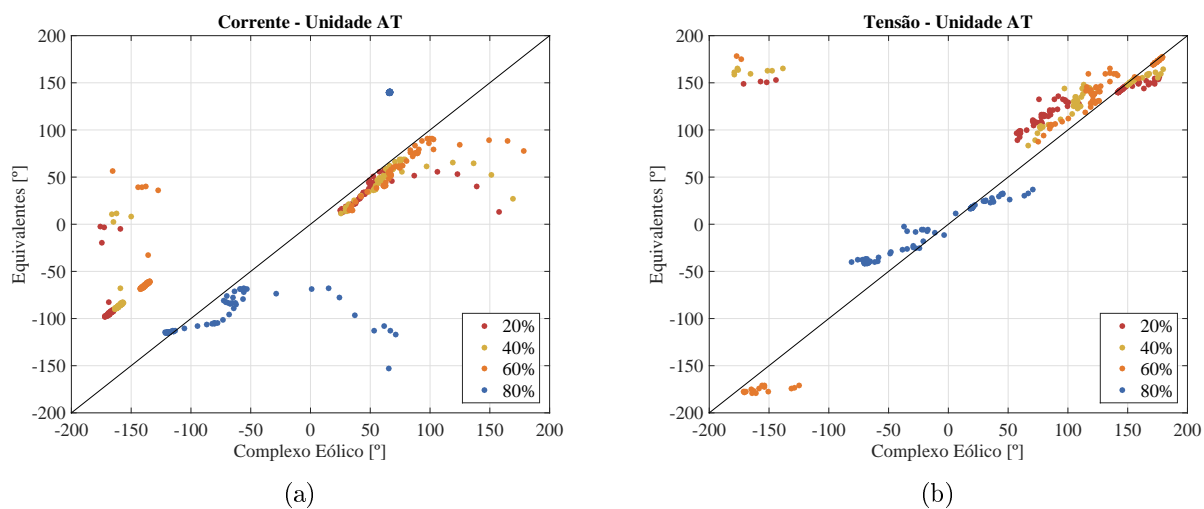 Corrente - Unidade AT
200
150
100
50
0
-50
-100
-150
-200
Equivalentes [º]
20%
40%
60%
80%
-200 -150 -100 -50 0 50 100 150 200
Complexo Eólico [º]
(a)
Tensão - Unidade AT
200
150
100
50
0
-50
-100
-150
-200
Equivalentes [º]
20%
40%
60%
80%
-200 -150 -100 -50 0 50 100 150 200
Complexo Eólico [º]
(b)